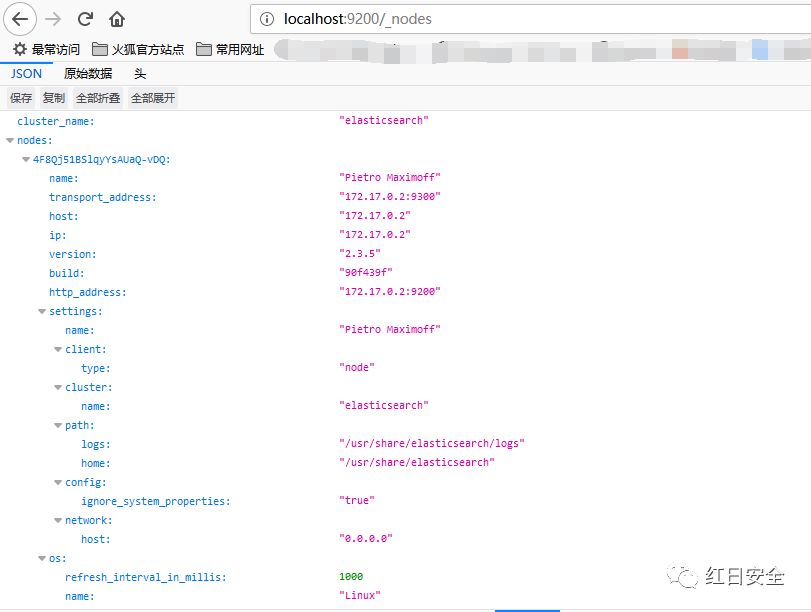 localhost:9200/_nodes
最常访问 火狐官方站点 常用网址
JSON 原始数据 头
保存 复制 全部折叠 全部展开
cluster_name: "elasticsearch"
nodes:
4F8Qj51BSlqyYsAUaQ-vDQ:
name: "Pietro Maximoff"
transport_address: "172.17.0.2:9300"
host: "172.17.0.2"
ip: "172.17.0.2"
version: "2.3.5"
build: "90f439f"
http_address: "172.17.0.2:9200"
settings:
name: "Pietro Maximoff"
client:
type: "node"
cluster:
name: "elasticsearch"
path:
logs: "/usr/share/elasticsearch/logs"
home: "/usr/share/elasticsearch"
config:
ignore_system_properties: "true"
network:
host: "0.0.0.0"
os:
refresh_interval_in_millis: 1000
name: "Linux"
红日安全